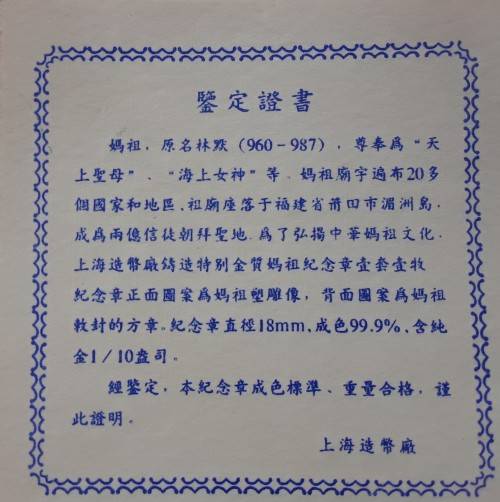 鑒定證書
媽祖，原名林默（960－987），尊奉爲“天
上聖母”、“海上女神”等。媽祖廟宇遍布20多
個國家和地區，祖廟座落于福建省莆田市湄洲島，
成爲兩億信徒朝拜聖地。爲了弘揚中華媽祖文化，
上海造幣廠鑄造特别金質媽祖紀念章壹套壹枚
紀念章正面圖案爲媽祖塑雕像，背面圖案爲媽祖
敕封的方章。紀念章直徑18mm，成色99.9%，含純
金1／10盎司。
經鑒定，本紀念章成色標準、重量合格，謹
此證明。
上海造幣廠